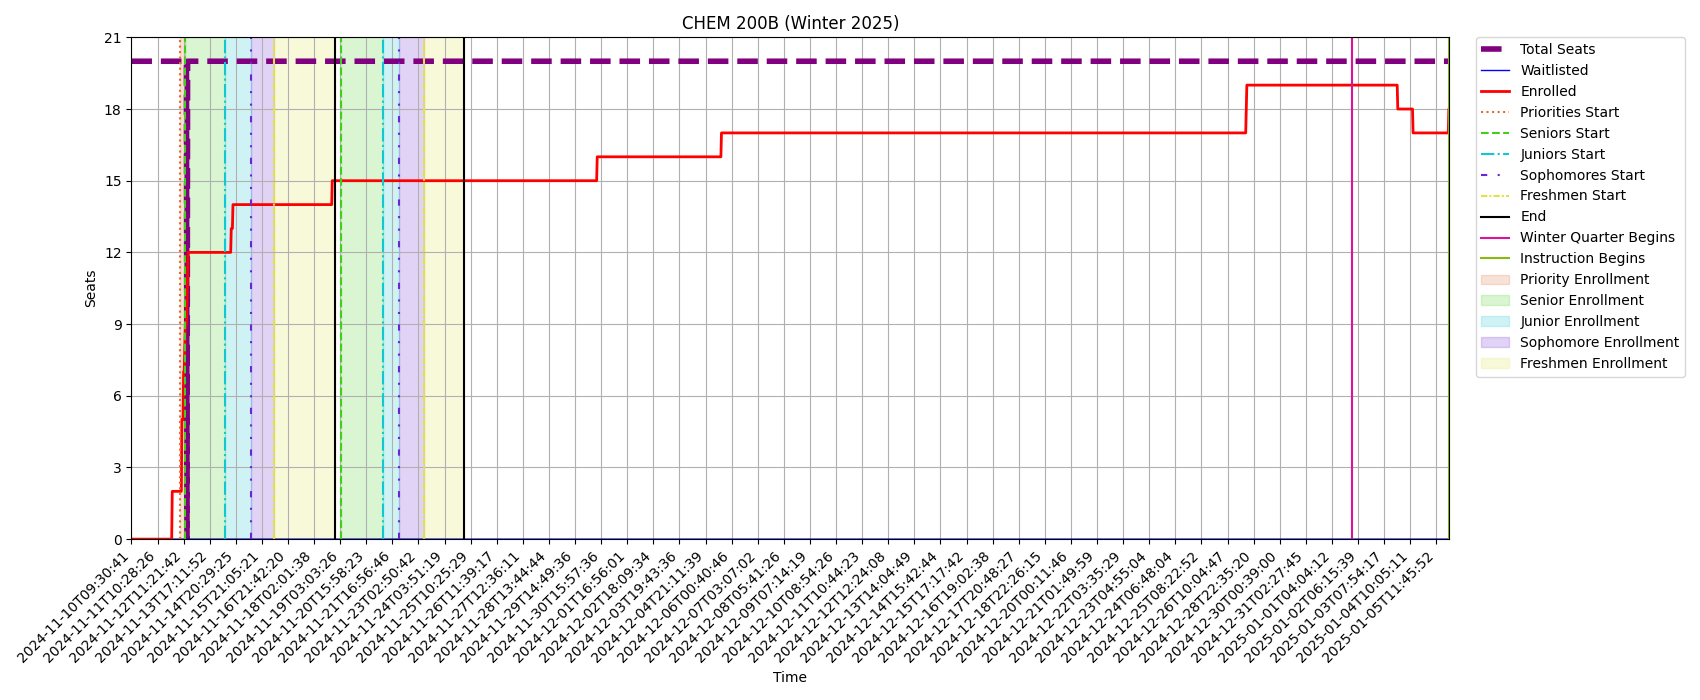 CHEM 200B (Winter 2025)
21
18
15
12
9
6
3
0
Seats
2024-11-10T09:30:41
2024-11-11T10:28:26
2024-11-12T11:21:42
2024-11-13T17:11:52
2024-11-14T20:29:25
2024-11-15T21:05:21
2024-11-16T21:42:20
2024-11-18T02:01:38
2024-11-19T03:03:26
2024-11-20T15:58:23
2024-11-21T16:56:46
2024-11-23T02:50:42
2024-11-24T03:51:19
2024-11-25T10:25:29
2024-11-26T11:39:17
2024-11-27T12:36:11
2024-11-28T13:44:44
2024-11-29T14:49:36
2024-11-30T15:57:36
2024-12-01T16:56:01
2024-12-02T18:09:34
2024-12-03T19:43:36
2024-12-04T21:11:39
2024-12-06T00:40:46
2024-12-07T03:07:02
2024-12-08T05:41:26
2024-12-09T07:14:19
2024-12-10T08:54:26
2024-12-11T10:44:23
2024-12-12T12:24:08
2024-12-13T14:04:49
2024-12-14T15:42:44
2024-12-15T17:17:42
2024-12-16T19:02:38
2024-12-17T20:48:27
2024-12-18T22:26:15
2024-12-20T00:11:46
2024-12-21T01:49:59
2024-12-22T03:35:29
2024-12-23T04:55:04
2024-12-24T06:48:04
2024-12-25T08:22:52
2024-12-26T10:04:47
2024-12-28T22:35:20
2024-12-30T00:39:00
2024-12-31T02:27:45
2025-01-01T04:04:12
2025-01-02T06:15:39
2025-01-03T07:54:17
2025-01-04T10:05:11
2025-01-05T11:45:52
Time
Total Seats
Waitlisted
Enrolled
Priorities Start
Seniors Start
Juniors Start
Sophomores Start
Freshmen Start
End
Winter Quarter Begins
Instruction Begins
Priority Enrollment
Senior Enrollment
Junior Enrollment
Sophomore Enrollment
Freshmen Enrollment